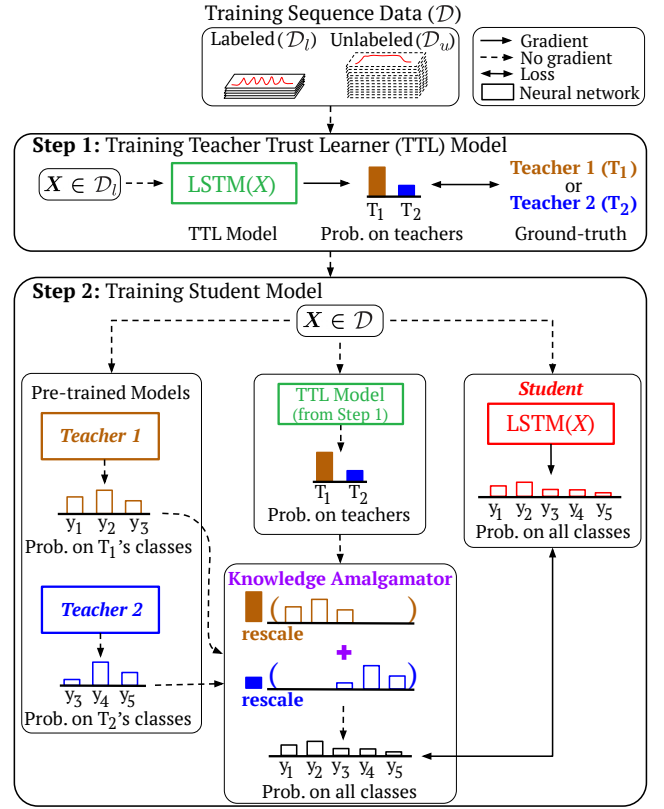 Training Sequence Data (𝒟)
Labeled (𝒟_l)
Unlabeled (𝒟_u)
Gradient
No gradient
Loss
Neural network
Step 1: Training Teacher Trust Learner (TTL) Model
X ∈ 𝒟_l
LSTM(X)
T₁ T₂
Teacher 1 (T₁)
or
Teacher 2 (T₂)
TTL Model
Prob. on teachers
Ground-truth
Step 2: Training Student Model
X ∈ 𝒟
Pre-trained Models
Teacher 1
y₁ y₂ y₃
Prob. on T₁'s classes
Teacher 2
y₃ y₄ y₅
Prob. on T₂'s classes
TTL Model
(from Step 1)
T₁ T₂
Prob. on teachers
Student
LSTM(X)
y₁ y₂ y₃ y₄ y₅
Prob. on all classes
Knowledge Amalgamator
( )
rescale
+
( )
rescale
y₁ y₂ y₃ y₄ y₅
Prob. on all classes